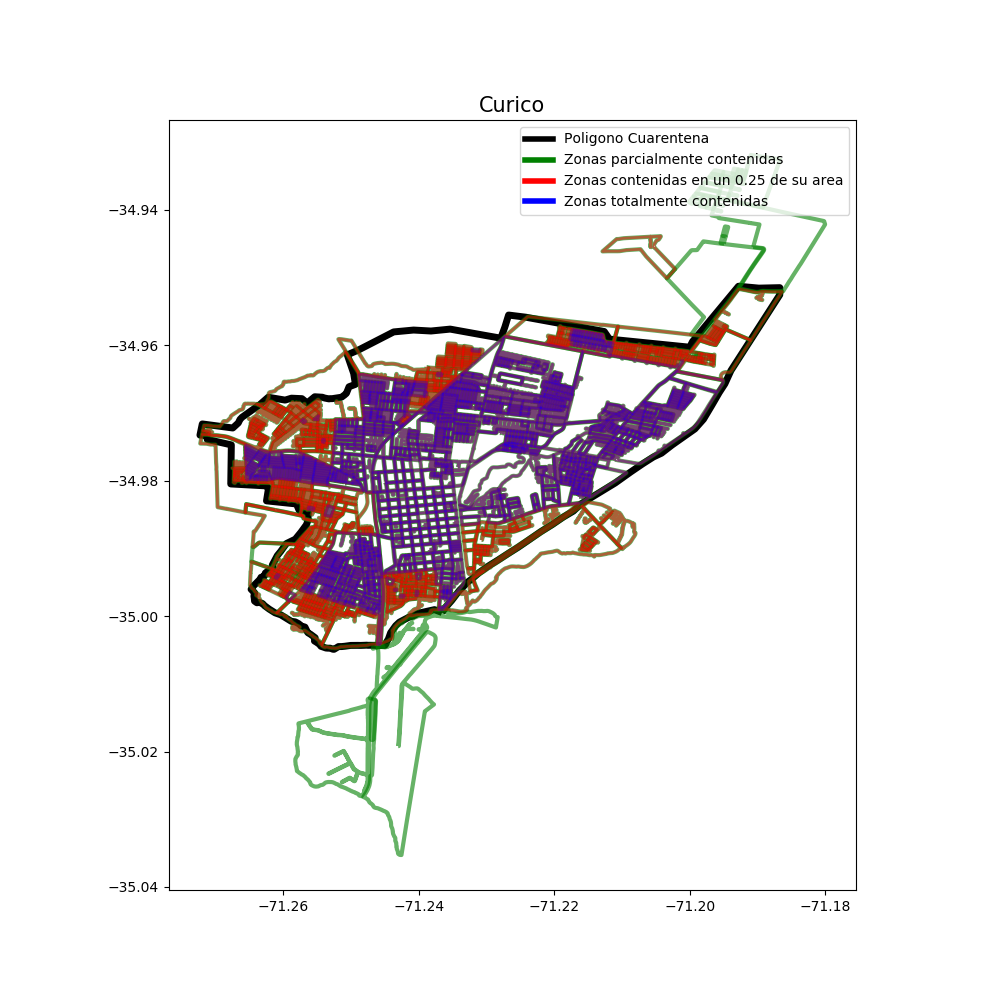 Curico
Poligono Cuarentena
Zonas parcialmente contenidas
Zonas contenidas en un 0.25 de su area
Zonas totalmente contenidas
−34.94
−34.96
−34.98
−35.00
−35.02
−35.04
−71.26 −71.24 −71.22 −71.20 −71.18